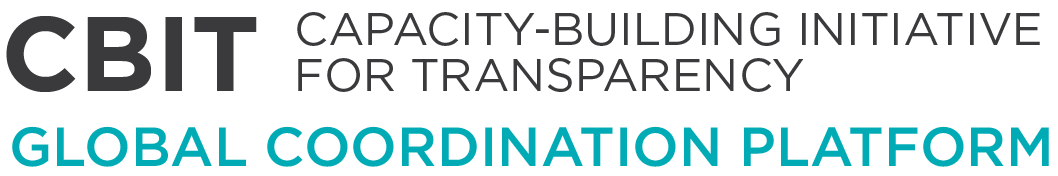 CBIT
CAPACITY-BUILDING INITIATIVE
FOR TRANSPARENCY
GLOBAL COORDINATION PLATFORM